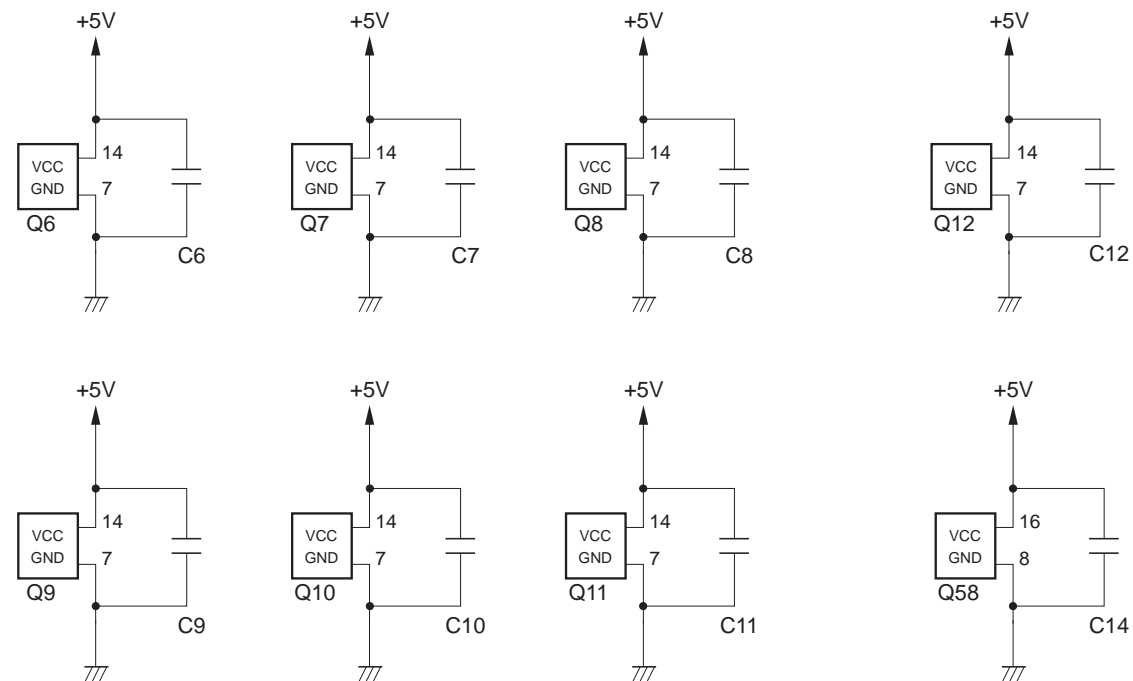 +5V +5V +5V +5V
VCC 14 VCC 14 VCC 14 VCC 14
GND 7 GND 7 GND 7 GND 7
Q6 Q7 Q8 Q12
C6 C7 C8 C12
+5V +5V +5V +5V
VCC 14 VCC 14 VCC 14 VCC 16
GND 7 GND 7 GND 7 GND 8
Q9 Q10 Q11 Q58
C9 C10 C11 C14